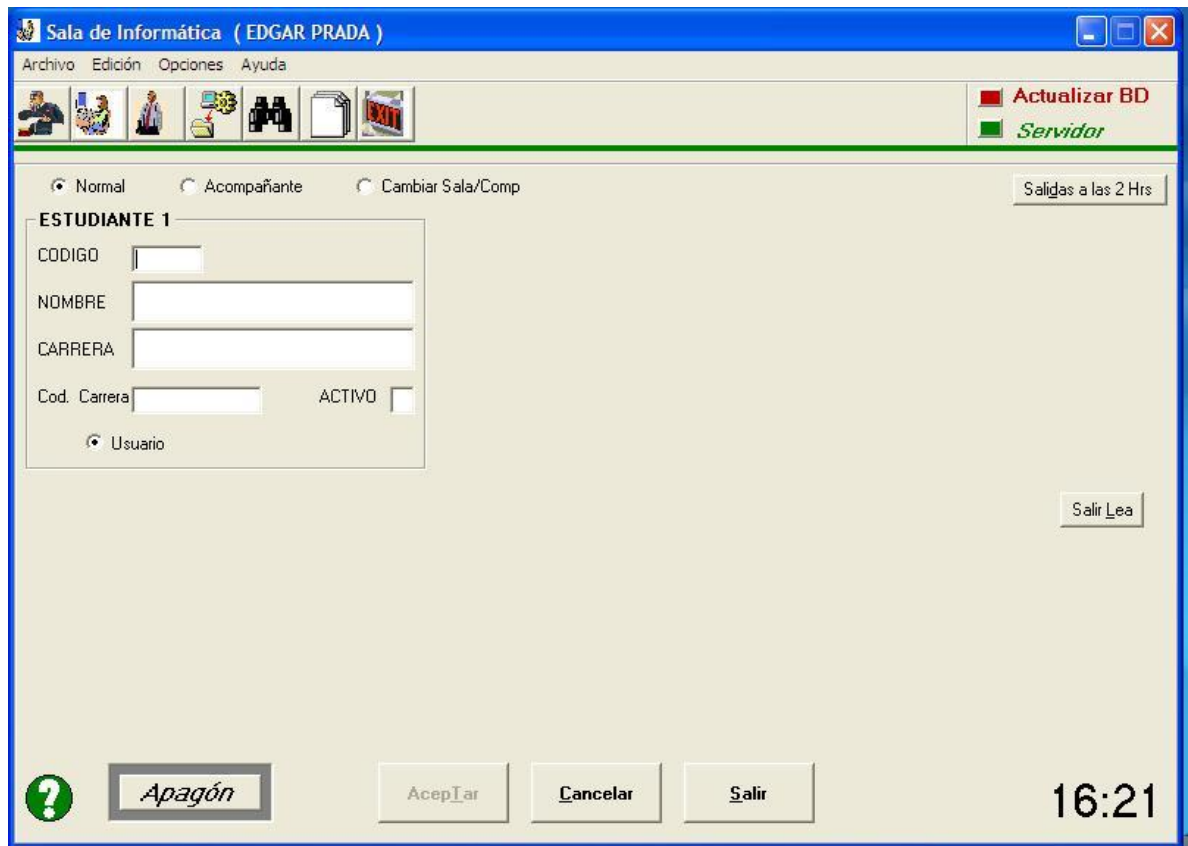 Sala de Informática ( EDGAR PRADA )
Archivo Edición Opciones Ayuda
EXIT
Actualizar BD
Servidor
Normal Acompañante Cambiar Sala/Comp
Salidas a las 2 Hrs
ESTUDIANTE 1
CODIGO
NOMBRE
CARRERA
Cod. Carrera ACTIVO
Usuario
Salir Lea
? Apagón AcepTar Cancelar Salir 16:21